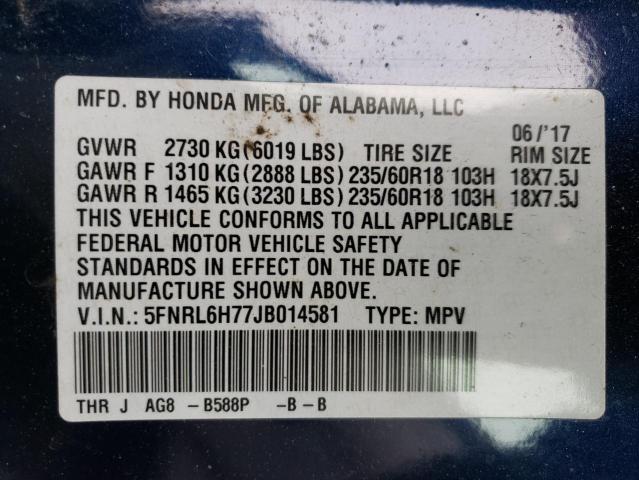 MFD. BY HONDA MFG. OF ALABAMA, LLC
06/'17
GVWR 2730 KG(6019 LBS) TIRE SIZE RIM SIZE
GAWR F 1310 KG(2888 LBS)235/60R18 103H 18X7.5J
GAWR R 1465 KG(3230 LBS)235/60R18 103H 18X7.5J
THIS VEHICLE CONFORMS TO ALL APPLICABLE
FEDERAL MOTOR VEHICLE SAFETY
STANDARDS IN EFFECT ON THE DATE OF
MANUFACTURE SHOWN ABOVE.
V.I.N.: 5FNRL6H77JB014581 TYPE: MPV
THR J AG8 - B588P -B-B